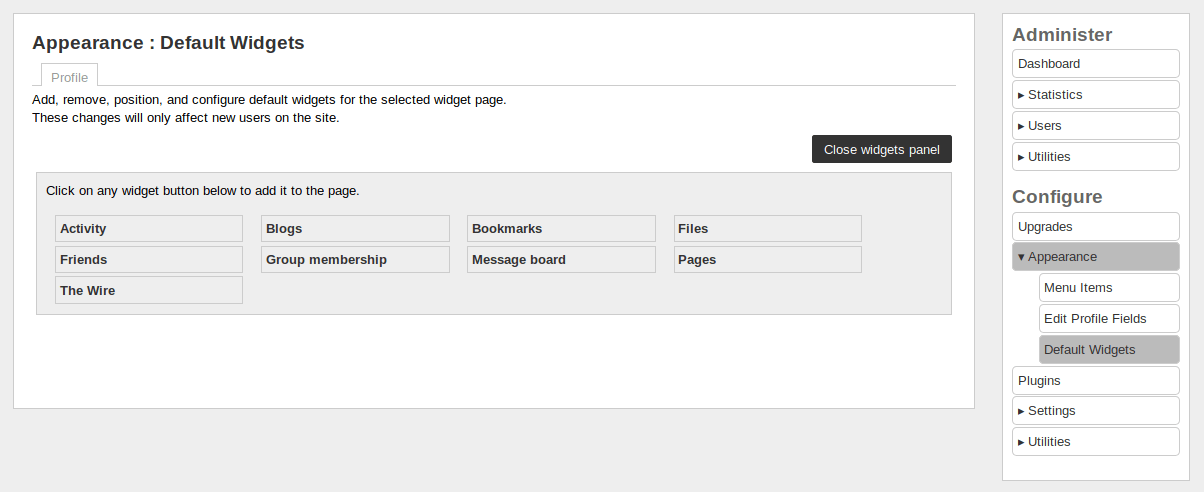 Appearance : Default Widgets
Profile
Add, remove, position, and configure default widgets for the selected widget page.
These changes will only affect new users on the site.
Close widgets panel
Click on any widget button below to add it to the page.
Activity Blogs Bookmarks Files
Friends Group membership Message board Pages
The Wire
Administer
Dashboard
▸ Statistics
▸ Users
▸ Utilities
Configure
Upgrades
▾ Appearance
Menu Items
Edit Profile Fields
Default Widgets
Plugins
▸ Settings
▸ Utilities